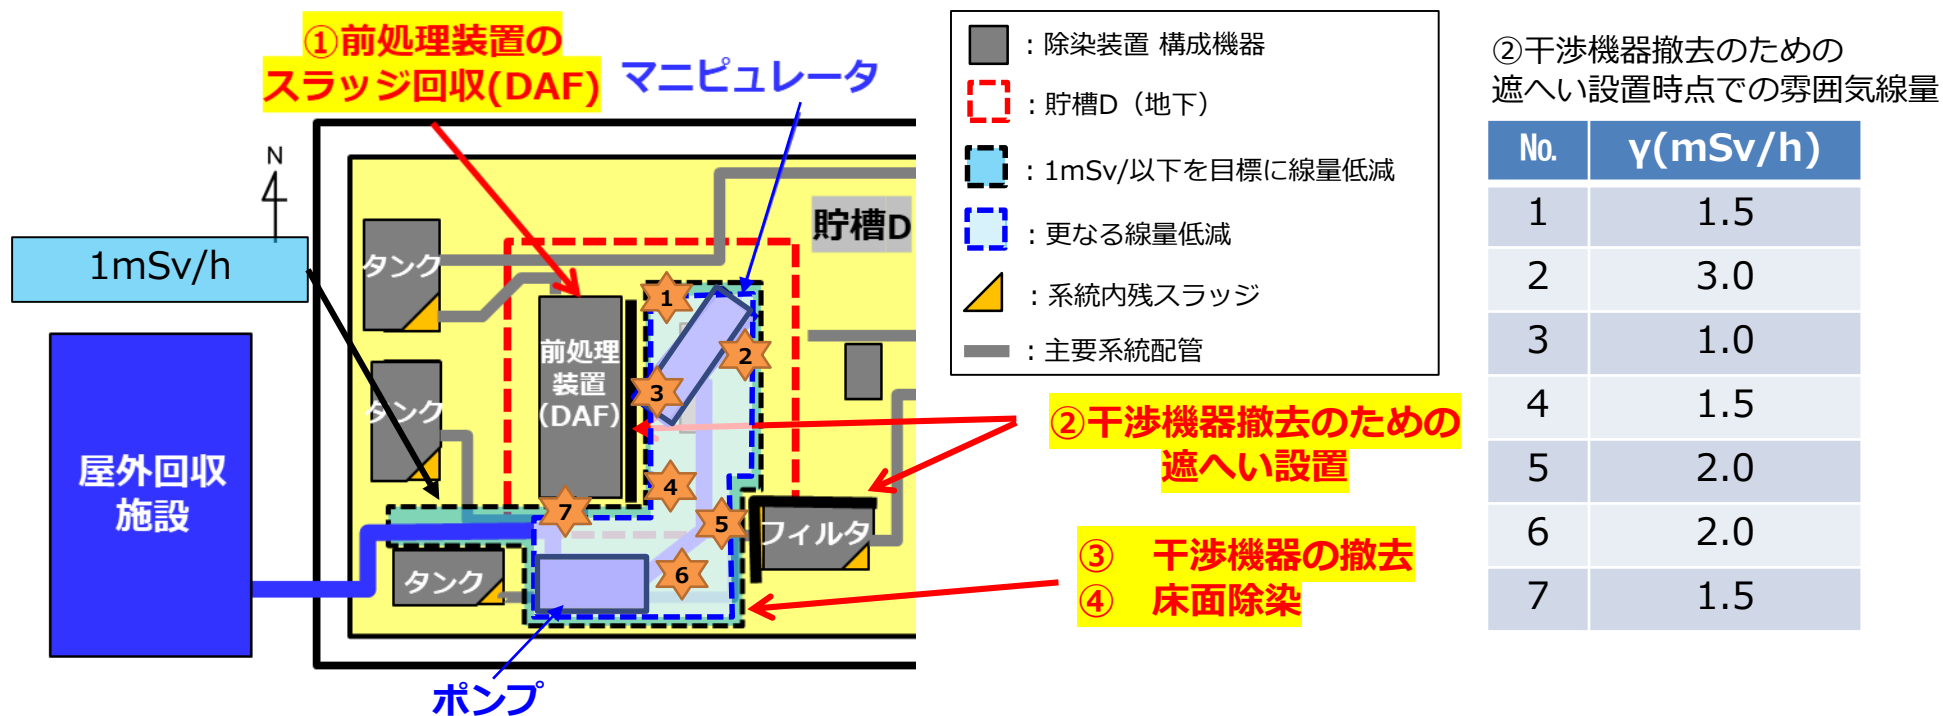 ①前処理装置の
スラッジ回収(DAF)
マニピュレータ
N
1mSv/h
貯槽D
タンク
タンク
タンク
前処理
装置
(DAF)
フィルタ
屋外回収
施設
ポンプ
1
2
3
4
5
6
7
：除染装置 構成機器
：貯槽D（地下）
：1mSv/以下を目標に線量低減
：更なる線量低減
：系統内残スラッジ
：主要系統配管
②干渉機器撤去のための
遮へい設置
③ 干渉機器の撤去
④ 床面除染
②干渉機器撤去のための
遮へい設置時点での雰囲気線量
No. γ(mSv/h)
1 1.5
2 3.0
3 1.0
4 1.5
5 2.0
6 2.0
7 1.5